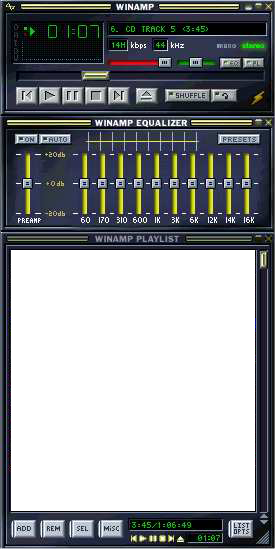 WINAMP
01:07
6. CD TRACK 5 (3:45)
14H kbps 44 kHz mono stereo
EQ PL
SHUFFLE
WINAMP EQUALIZER
ON AUTO PRESETS
+20db
+0db
-20db
PREAMP 60 170 310 600 1K 3K 6K 12K 14K 16K
WINAMP PLAYLIST
ADD REM SEL MISC 3:45/1:06:49 LIST OPTS
01:07